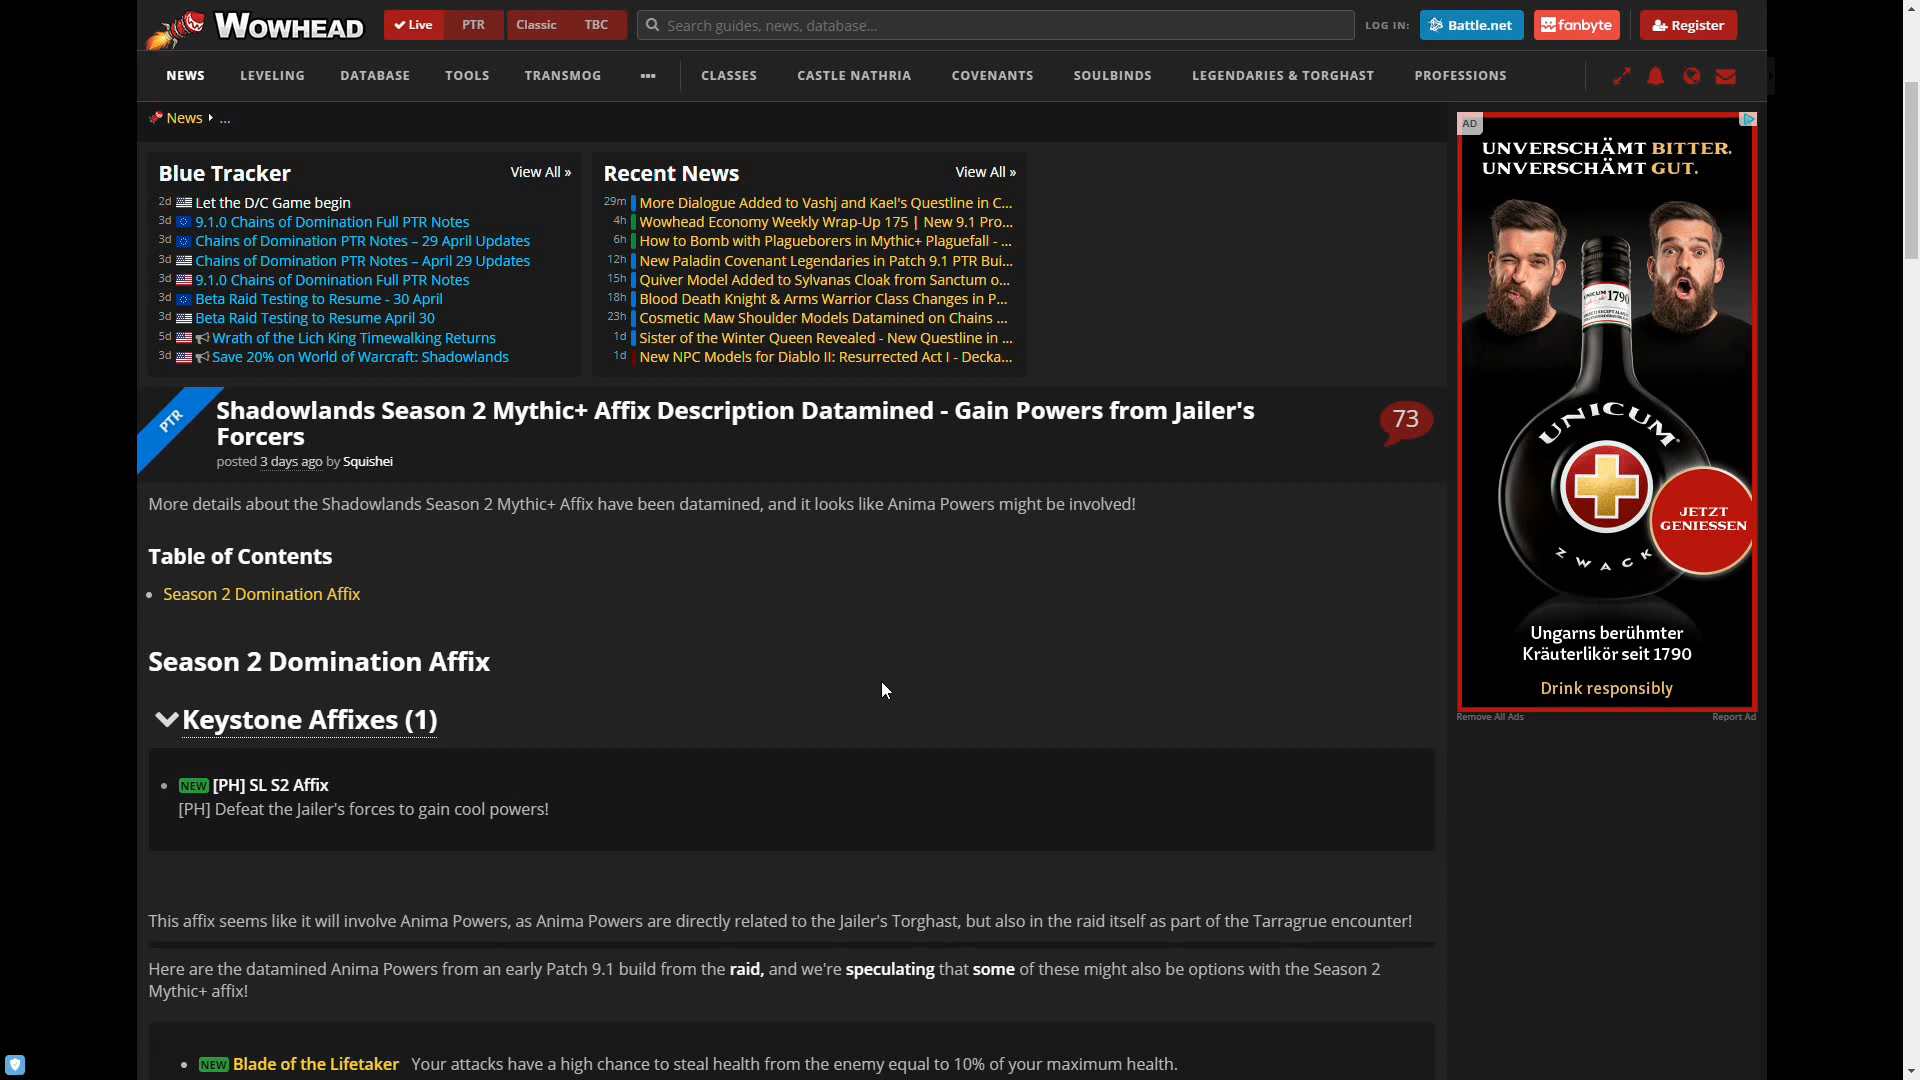 WOWHEAD
Live
PTR
Classic
TBC
Search guides, news, database...
LOG IN:
Battle.net
fanbyte
Register
NEWS
LEVELING
DATABASE
TOOLS
TRANSMOG
CLASSES
CASTLE NATHRIA
COVENANTS
SOULBINDS
LEGENDARIES & TORGHAST
PROFESSIONS
News
...
Blue Tracker
View All »
2d Let the D/C Game begin
3d 9.1.0 Chains of Domination Full PTR Notes
3d Chains of Domination PTR Notes – 29 April Updates
3d Chains of Domination PTR Notes – April 29 Updates
3d 9.1.0 Chains of Domination Full PTR Notes
3d Beta Raid Testing to Resume - 30 April
3d Beta Raid Testing to Resume April 30
5d Wrath of the Lich King Timewalking Returns
3d Save 20% on World of Warcraft: Shadowlands
Recent News
View All »
29m More Dialogue Added to Vashj and Kael's Questline in C...
4h Wowhead Economy Weekly Wrap-Up 175 | New 9.1 Pro...
6h How to Bomb with Plagueborers in Mythic+ Plaguefall - ...
12h New Paladin Covenant Legendaries in Patch 9.1 PTR Bui...
15h Quiver Model Added to Sylvanas Cloak from Sanctum o...
18h Blood Death Knight & Arms Warrior Class Changes in P...
23h Cosmetic Maw Shoulder Models Datamined on Chains ...
1d Sister of the Winter Queen Revealed - New Questline in ...
1d New NPC Models for Diablo II: Resurrected Act I - Decka...
PTR
Shadowlands Season 2 Mythic+ Affix Description Datamined - Gain Powers from Jailer's
Forcers
posted 3 days ago by Squishei
73
More details about the Shadowlands Season 2 Mythic+ Affix have been datamined, and it looks like Anima Powers might be involved!
Table of Contents
Season 2 Domination Affix
Season 2 Domination Affix
Keystone Affixes (1)
NEW [PH] SL S2 Affix
[PH] Defeat the Jailer's forces to gain cool powers!
This affix seems like it will involve Anima Powers, as Anima Powers are directly related to the Jailer's Torghast, but also in the raid itself as part of the Tarragrue encounter!
Here are the datamined Anima Powers from an early Patch 9.1 build from the raid, and we're speculating that some of these might also be options with the Season 2
Mythic+ affix!
NEW Blade of the Lifetaker Your attacks have a high chance to steal health from the enemy equal to 10% of your maximum health.
AD
UNVERSCHÄMT BITTER.
UNVERSCHÄMT GUT.
UNICUM 1790
UNICUM
ZWACK
JETZT
GENIESSEN
Ungarns berühmter
Kräuterlikör seit 1790
Drink responsibly
Remove All Ads
Report Ad